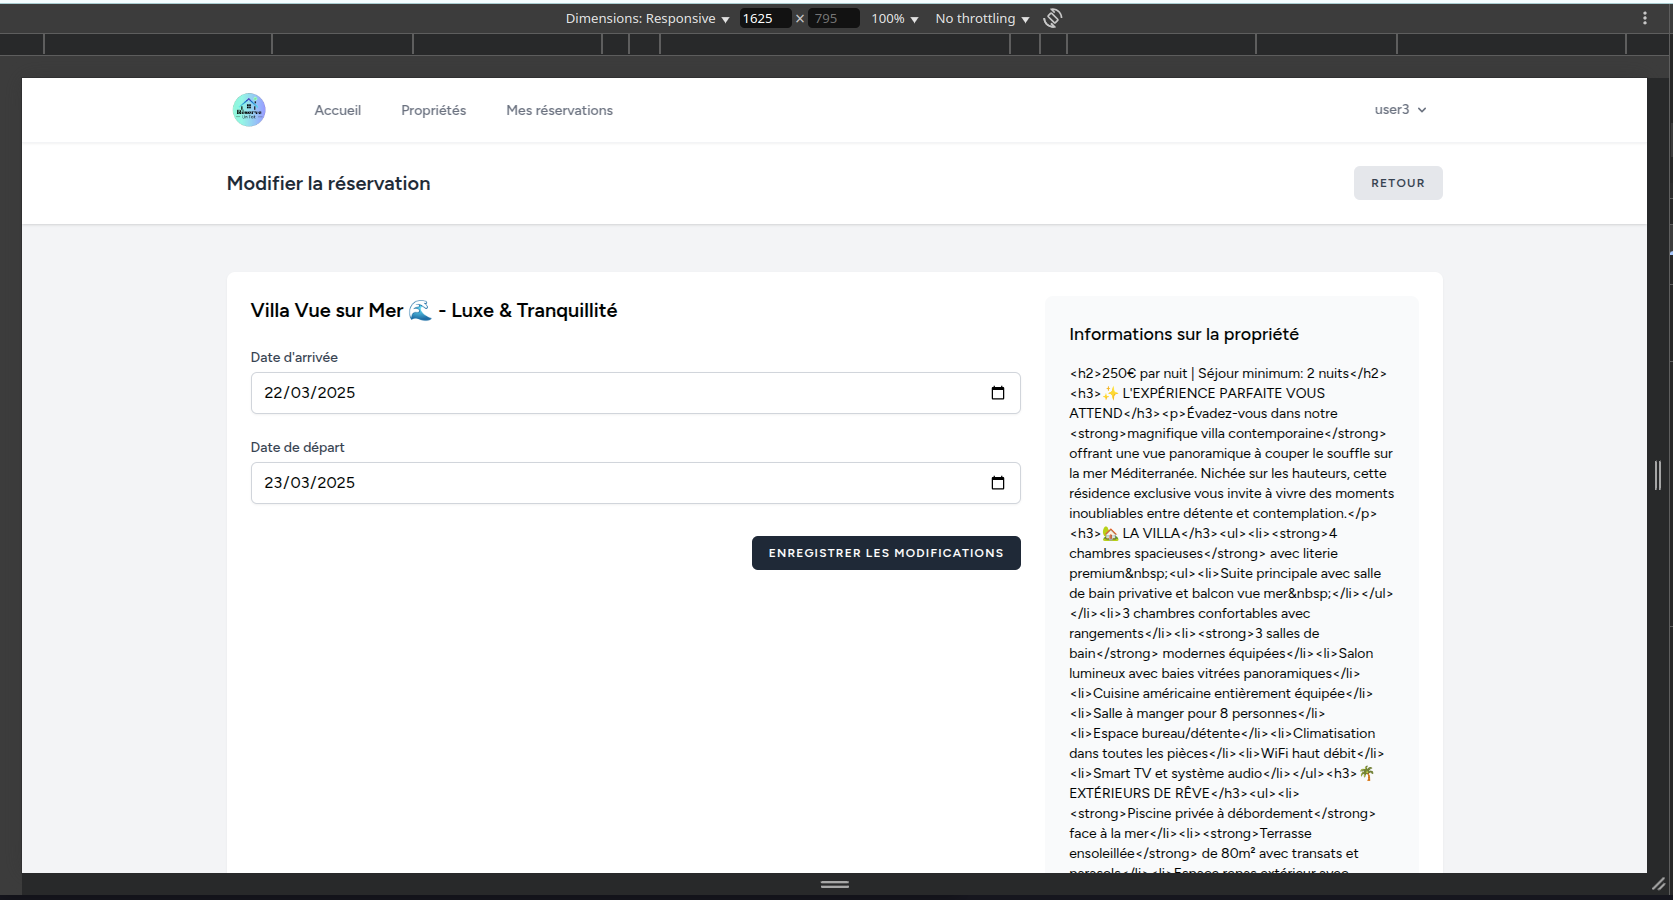 Dimensions: Responsive ▼ 1625 × 795 100% ▼ No throttling ▼
Accueil Propriétés Mes réservations user3
Modifier la réservation RETOUR
Villa Vue sur Mer 🌊 - Luxe & Tranquillité
Date d'arrivée
22/03/2025
Date de départ
23/03/2025
ENREGISTRER LES MODIFICATIONS
Informations sur la propriété
<h2>250€ par nuit | Séjour minimum: 2 nuits</h2>
<h3>✨ L'EXPÉRIENCE PARFAITE VOUS
ATTEND</h3><p>Évadez-vous dans notre
<strong>magnifique villa contemporaine</strong>
offrant une vue panoramique à couper le souffle sur
la mer Méditerranée. Nichée sur les hauteurs, cette
résidence exclusive vous invite à vivre des moments
inoubliables entre détente et contemplation.</p>
<h3>🏡 LA VILLA</h3><ul><li><strong>4
chambres spacieuses</strong> avec literie
premium&nbsp;<ul><li>Suite principale avec salle
de bain privative et balcon vue mer&nbsp;</li></ul>
</li><li>3 chambres confortables avec
rangements</li><li><strong>3 salles de
bain</strong> modernes équipées</li><li>Salon
lumineux avec baies vitrées panoramiques</li>
<li>Cuisine américaine entièrement équipée</li>
<li>Salle à manger pour 8 personnes</li>
<li>Espace bureau/détente</li><li>Climatisation
dans toutes les pièces</li><li>WiFi haut débit</li>
<li>Smart TV et système audio</li></ul><h3>🌴
EXTÉRIEURS DE RÊVE</h3><ul><li>
<strong>Piscine privée à débordement</strong>
face à la mer</li><li><strong>Terrasse
ensoleillée</strong> de 80m² avec transats et
parasols</li><li>Espace repas extérieur avec